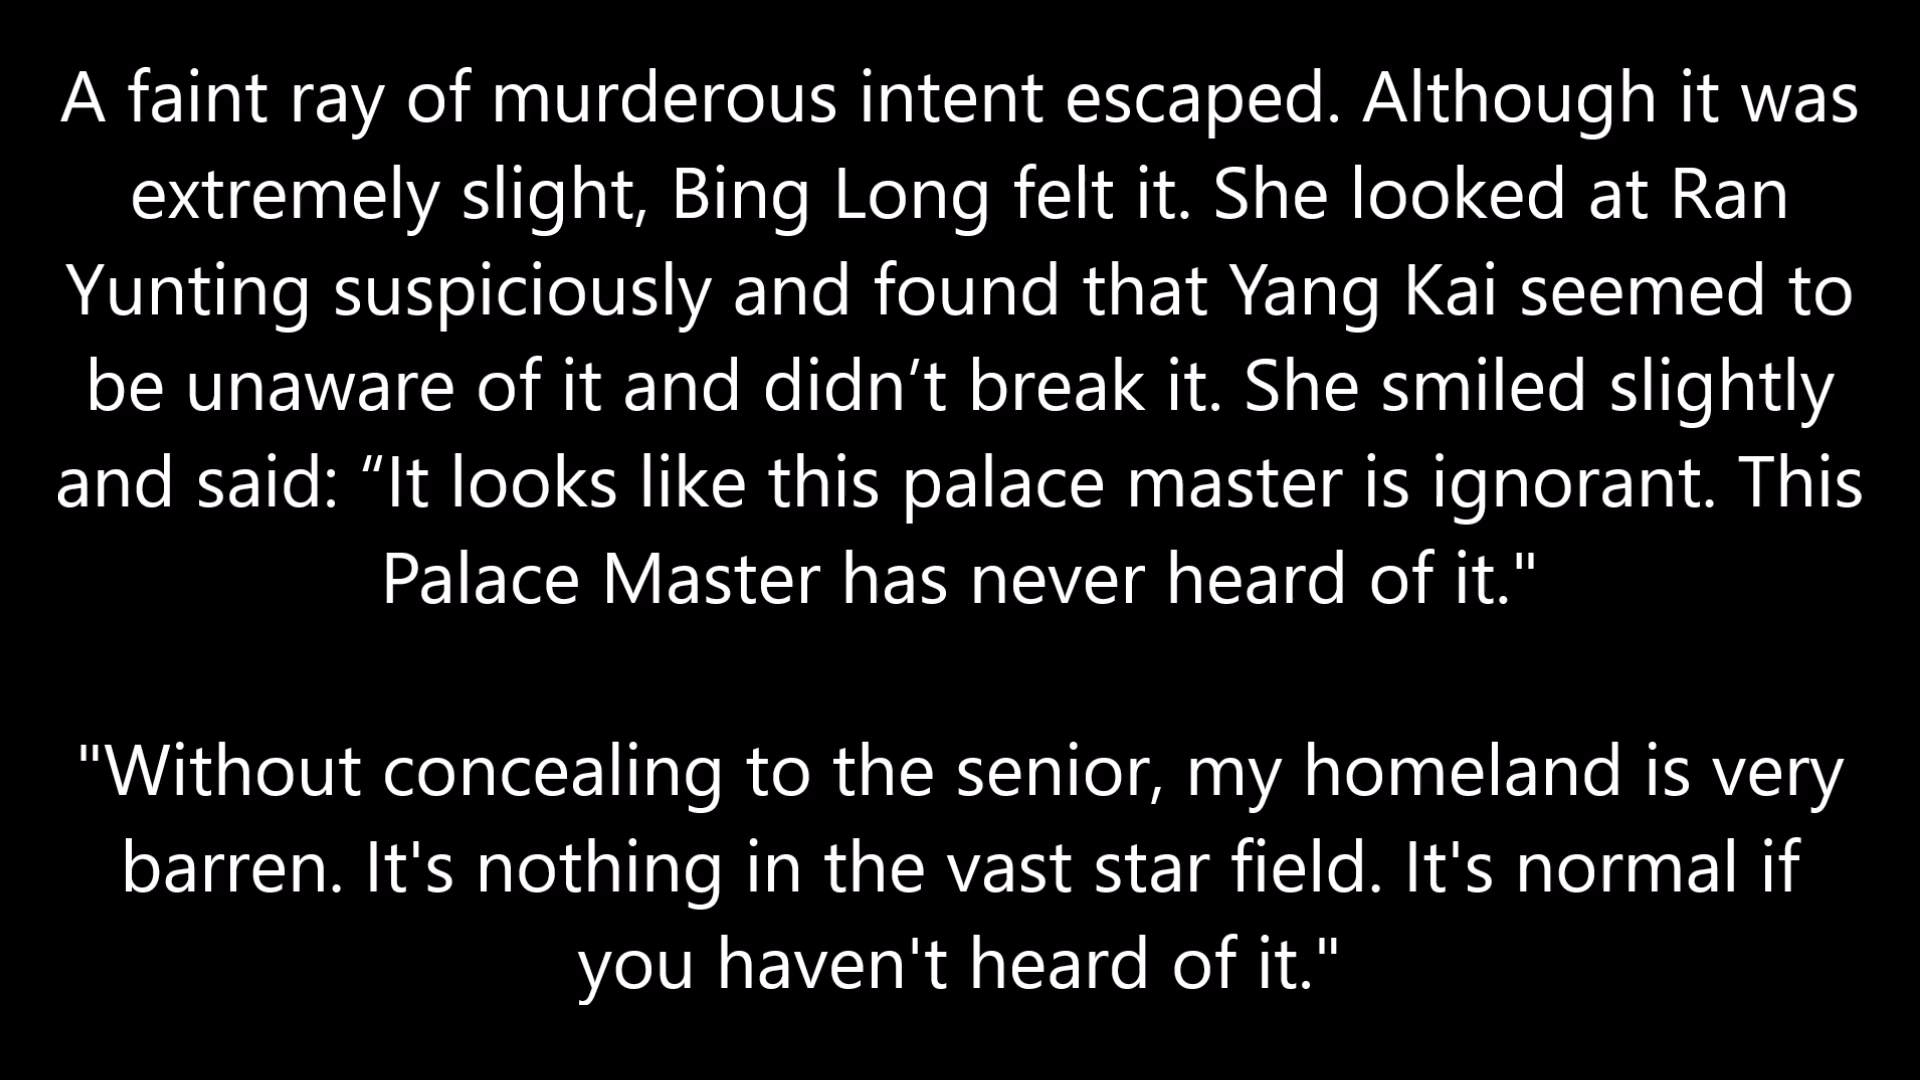 A faint ray of murderous intent escaped. Although it was
extremely slight, Bing Long felt it. She looked at Ran
Yunting suspiciously and found that Yang Kai seemed to
be unaware of it and didn’t break it. She smiled slightly
and said: “It looks like this palace master is ignorant. This
Palace Master has never heard of it."
"Without concealing to the senior, my homeland is very
barren. It's nothing in the vast star field. It's normal if
you haven't heard of it."